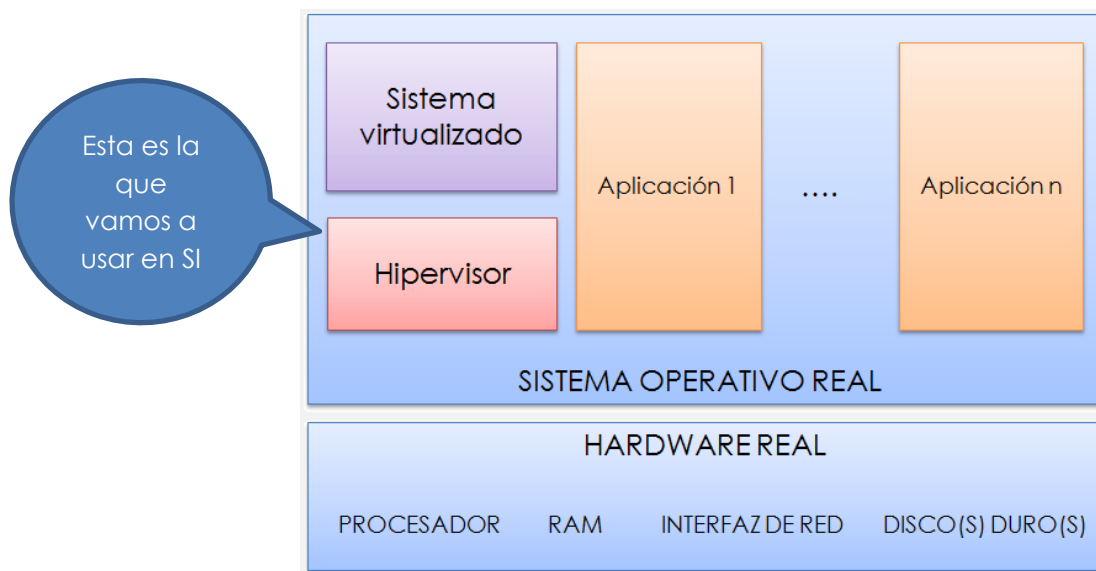 Esta es la
que
vamos a
usar en SI
Sistema
virtualizado
Hipervisor
Aplicación 1
....
Aplicación n
SISTEMA OPERATIVO REAL
HARDWARE REAL
PROCESADOR RAM INTERFAZ DE RED DISCO(S) DURO(S)